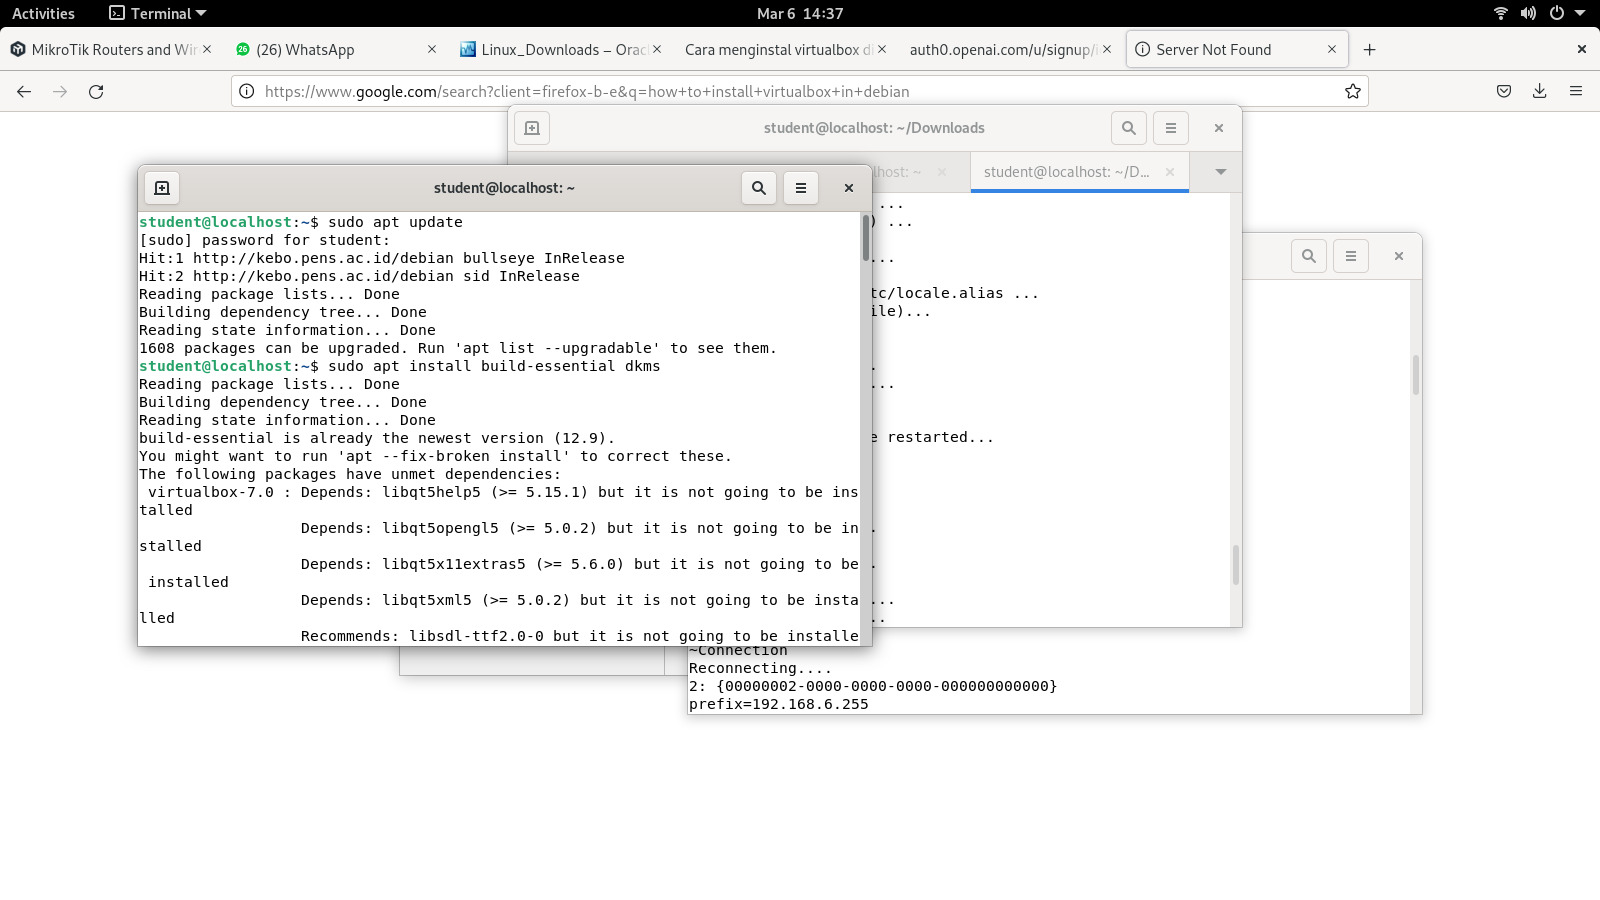 Activities
Terminal
Mar 6 14:37
MikroTik Routers and Wir
(26) WhatsApp
Linux_Downloads – Orac
Cara menginstal virtualbox di
auth0.openai.com/u/signup/i
Server Not Found
https://www.google.com/search?client=firefox-b-e&q=how+to+install+virtualbox+in+debian
student@localhost: ~/Downloads
lhost: ~
student@localhost: ~/D...
student@localhost: ~
student@localhost:~$ sudo apt update
[sudo] password for student:
Hit:1 http://kebo.pens.ac.id/debian bullseye InRelease
Hit:2 http://kebo.pens.ac.id/debian sid InRelease
Reading package lists... Done
Building dependency tree... Done
Reading state information... Done
1608 packages can be upgraded. Run 'apt list --upgradable' to see them.
student@localhost:~$ sudo apt install build-essential dkms
Reading package lists... Done
Building dependency tree... Done
Reading state information... Done
build-essential is already the newest version (12.9).
You might want to run 'apt --fix-broken install' to correct these.
The following packages have unmet dependencies:
virtualbox-7.0 : Depends: libqt5help5 (>= 5.15.1) but it is not going to be ins
talled
Depends: libqt5opengl5 (>= 5.0.2) but it is not going to be in
stalled
Depends: libqt5x11extras5 (>= 5.6.0) but it is not going to be
installed
Depends: libqt5xml5 (>= 5.0.2) but it is not going to be insta
lled
Recommends: libsdl-ttf2.0-0 but it is not going to be installe
...
) ...
...
tc/locale.alias ...
ile)...
.
...
e restarted...
.
.
...
..
~Connection
Reconnecting....
2: {00000002-0000-0000-0000-000000000000}
prefix=192.168.6.255